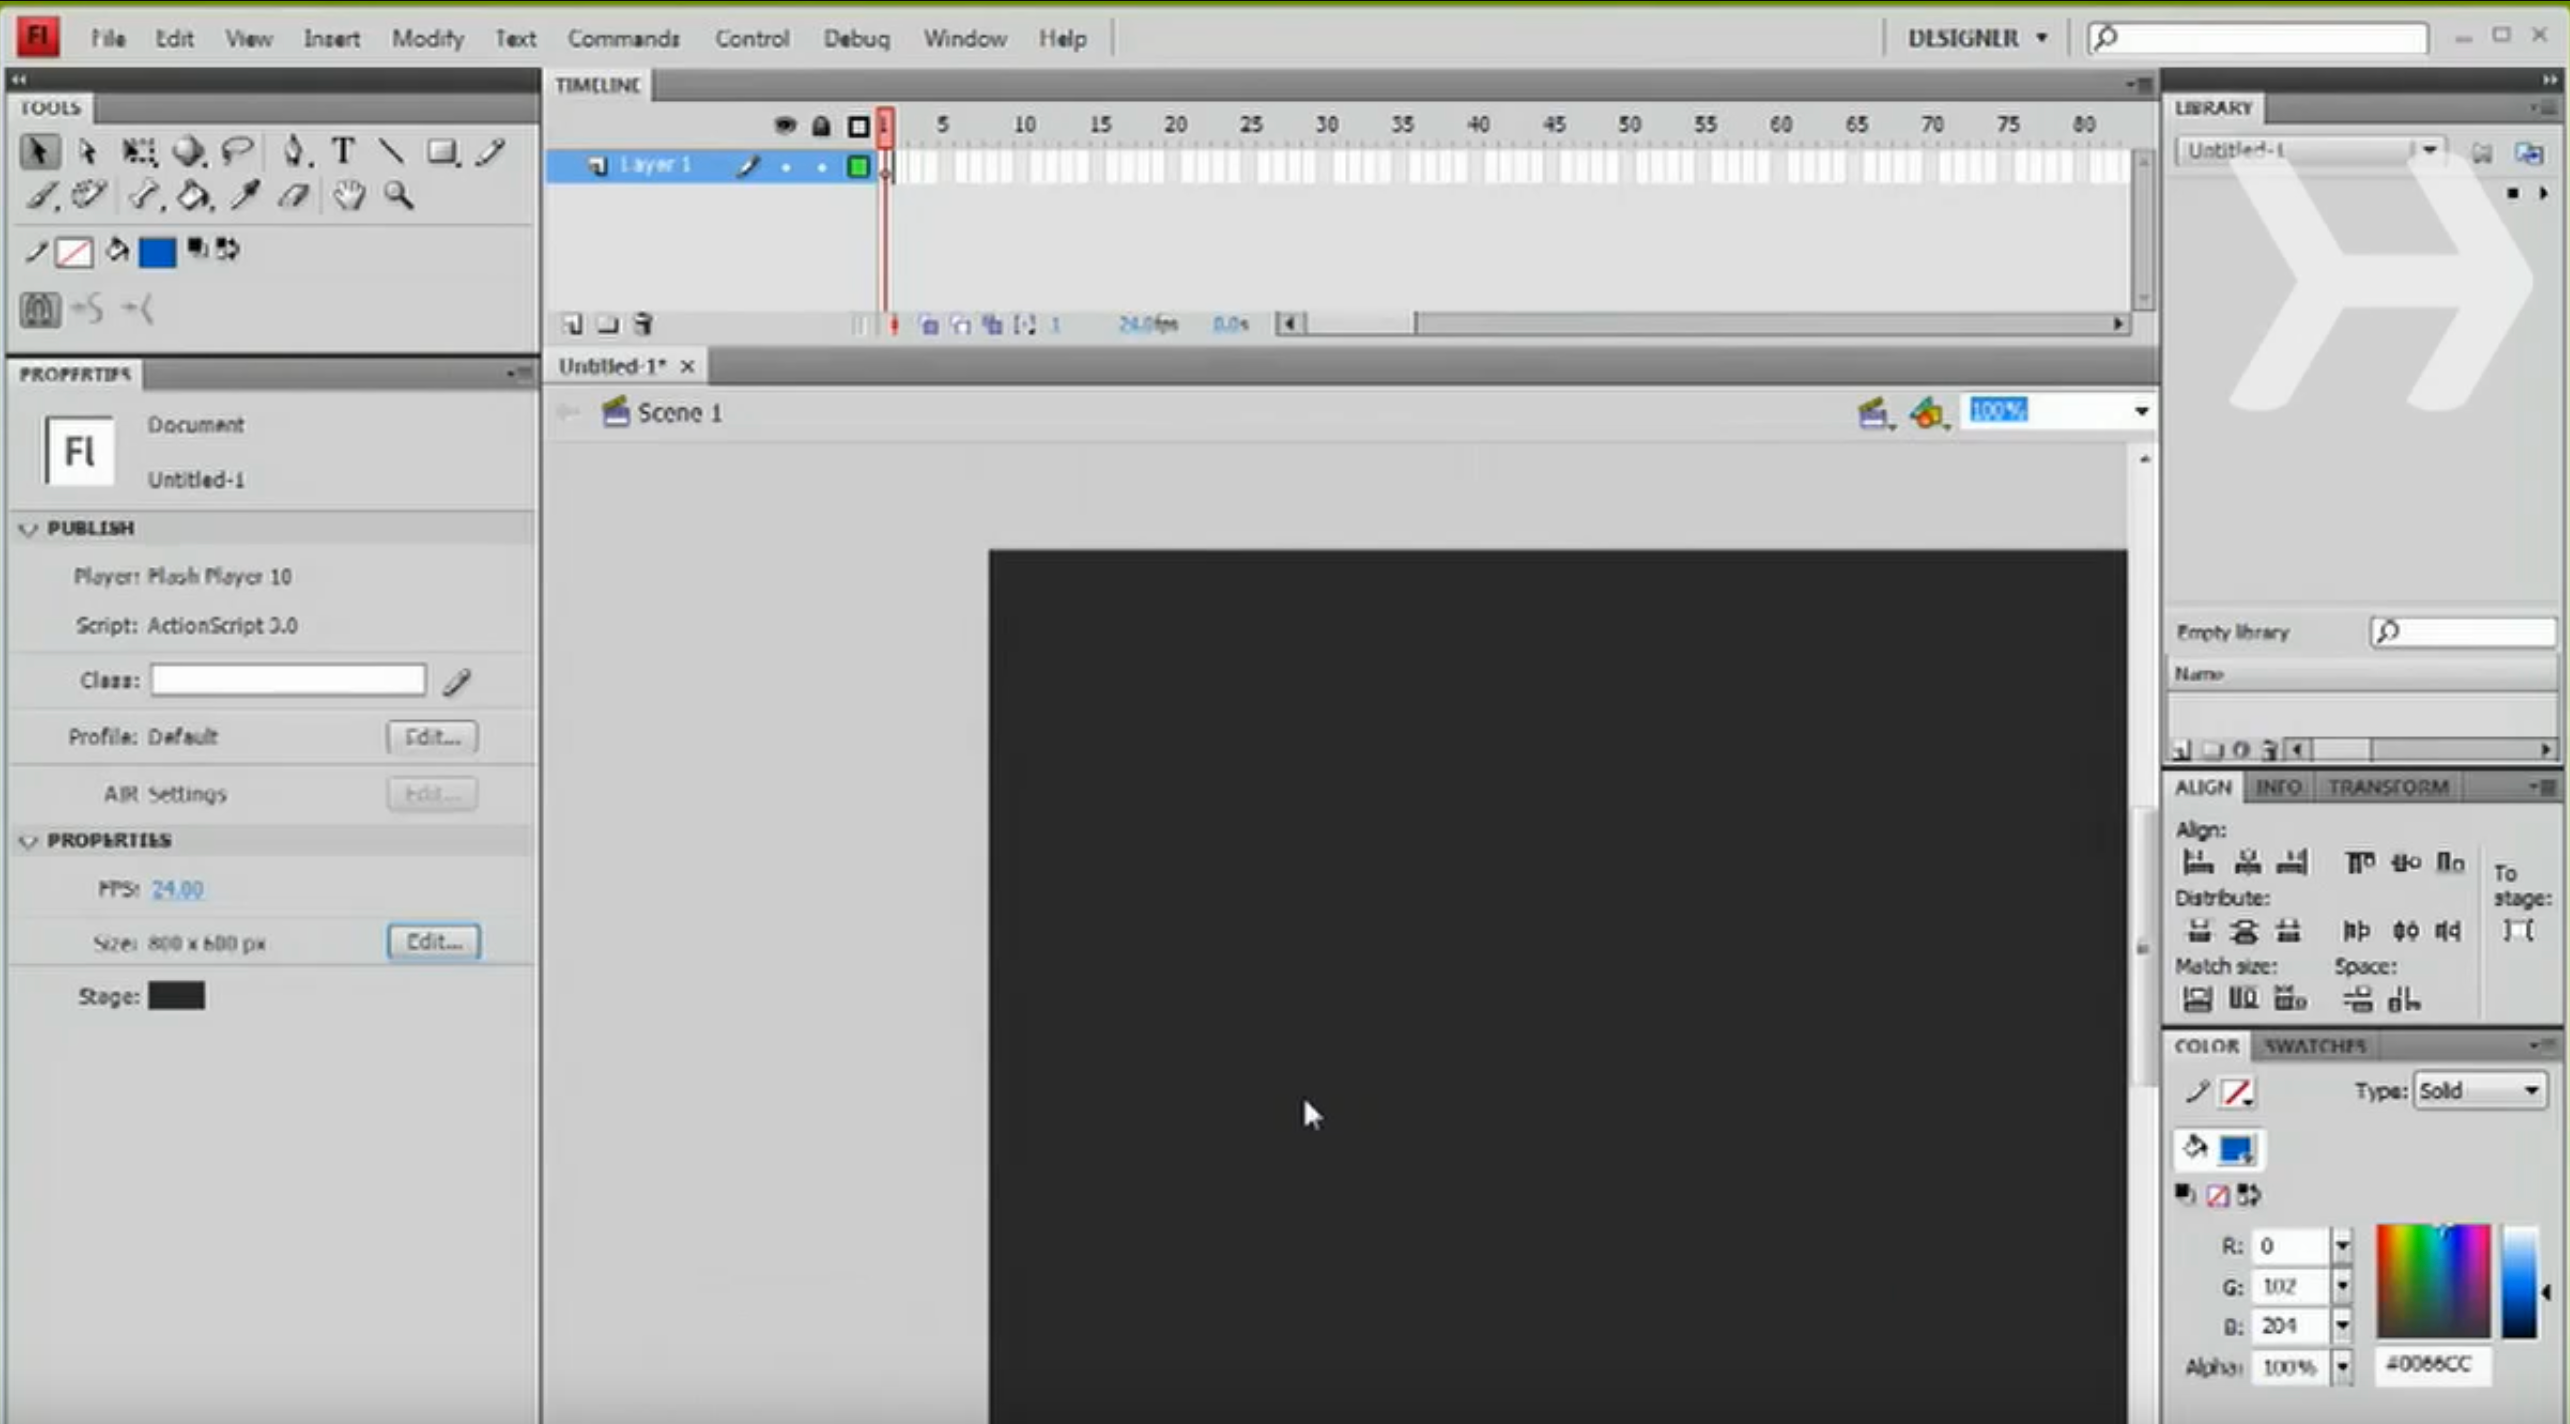 Fl File Edit View Insert Modify Text Commands Control Debug Window Help DESIGNER
TOOLS
PROPERTIES
Fl
Document
Untitled-1
PUBLISH
Player: Flash Player 10
Script: ActionScript 3.0
Class:
Profile: Default Edit...
AIR Settings Edit...
PROPERTIES
FPS: 24.00
Size: 800 x 600 px Edit...
Stage:
TIMELINE
1 5 10 15 20 25 30 35 40 45 50 55 60 65 70 75 80
Layer 1
1 24.0fps 0.0s
Untitled-1*
Scene 1 100%
LIBRARY
Untitled-1
Empty library
Name
ALIGN INFO TRANSFORM
Align:
To
stage:
Distribute:
Match size: Space:
COLOR SWATCHES
Type: Solid
R: 0
G: 102
B: 204
Alpha: 100% #0066CC